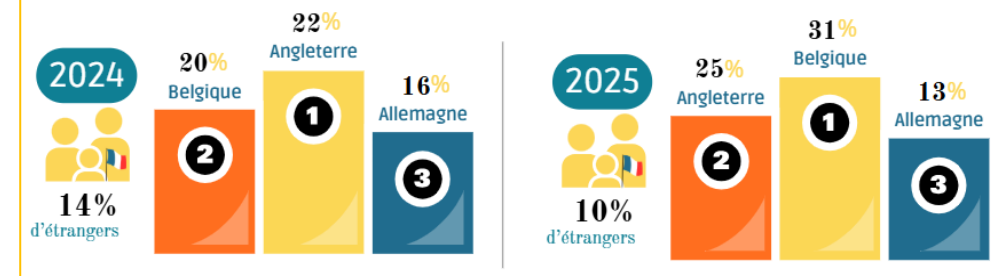 2024
14%
d'étrangers
20%
Belgique
2
22%
Angleterre
1
16%
Allemagne
3
2025
10%
d'étrangers
25%
Angleterre
2
31%
Belgique
1
13%
Allemagne
3